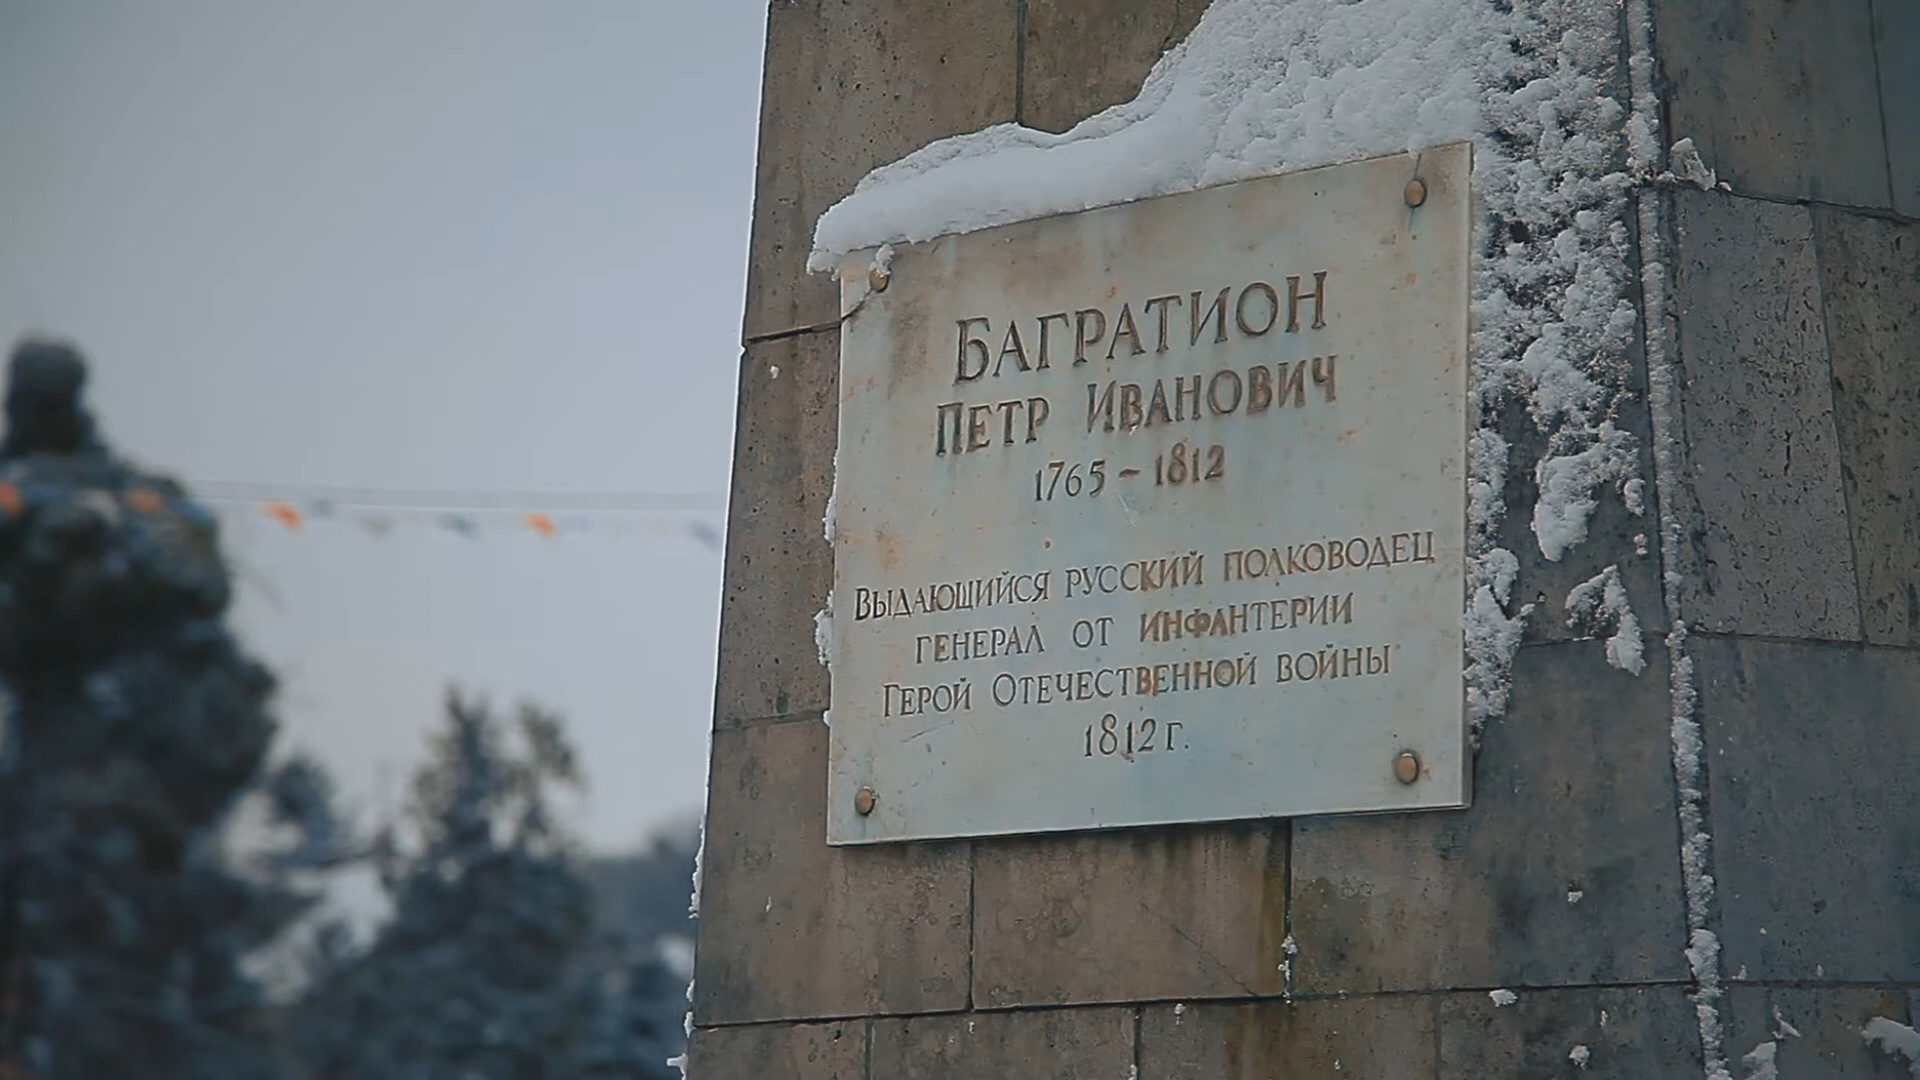 БАГРАТИОН
ПЕТР ИВАНОВИЧ
1765 – 1812
ВЫДАЮЩИЙСЯ РУССКИЙ ПОЛКОВОДЕЦ
ГЕНЕРАЛ ОТ ИНФАНТЕРИИ
ГЕРОЙ ОТЕЧЕСТВЕННОЙ ВОЙНЫ
1812 г.